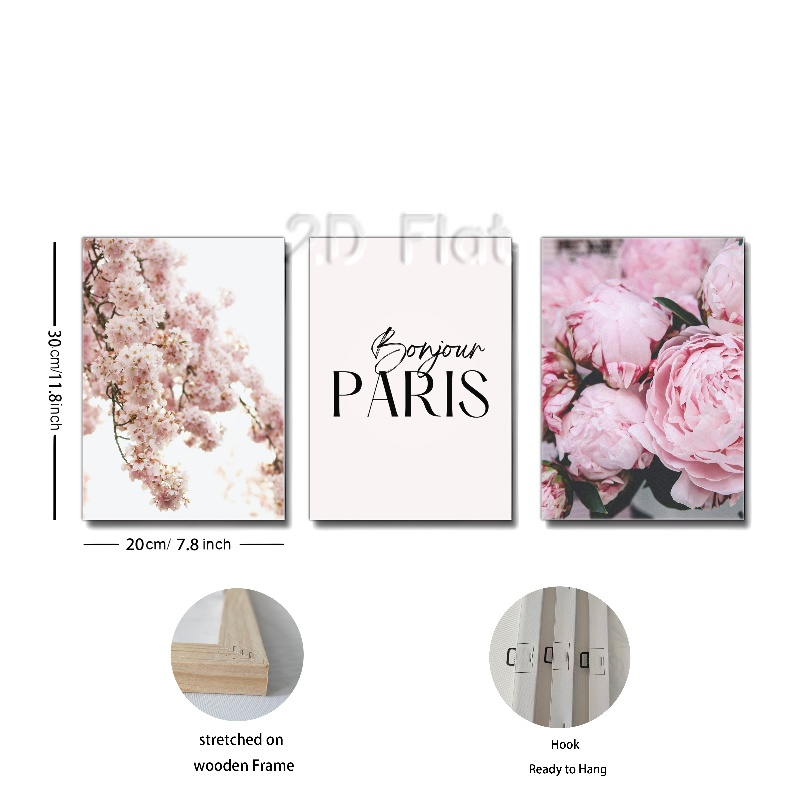 2D Flat
Bonjour
PARIS
30cm/11.8inch
20cm/ 7.8 inch
stretched on
wooden Frame
Hook
Ready to Hang